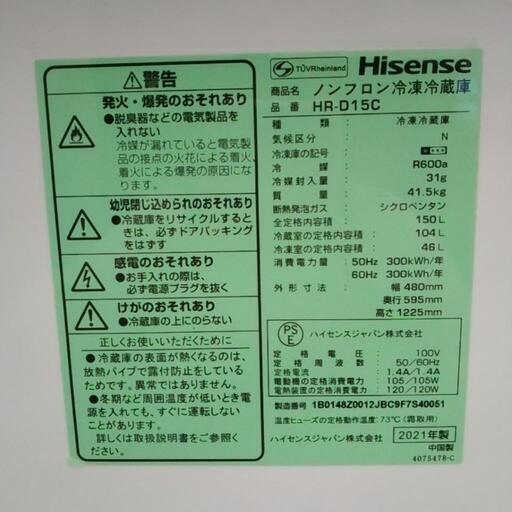 ⚠警告
発火・爆発のおそれあり
●脱臭器などの電気製品を入れない
冷媒が漏れていると電気製
品の接点の火花による着火、
着火による爆発の原因に
なります。
幼児閉じ込められのおそれあり
●冷蔵庫をリサイクルすると
きは、必ずドアパッキング
をはずす
感電のおそれあり
●お手入れの際は、
必ず電源プラグを抜く
けがのおそれあり
●冷蔵庫の上にのらない
正しくお使いいただくために
●冷蔵庫の表面が熱くなるのは、
放熱パイプで露付防止をしている
ためです。異常ではありません。
●冬期など周囲温度が低いとき電
源を入れても、すぐに運転しない
ことがあります。
詳しくは取扱説明書をご参照くだ
さい。
TÜVRheinland
Hisense
商品名 ノンフロン冷凍冷蔵庫
品番 HR-D15C
種類 冷凍冷蔵庫
気候区分 N
冷凍庫の記号
冷媒 R600a
冷媒封入量 31g
質量 41.5kg
断熱発泡ガス シクロペンタン
全定格内容積 150L
冷蔵室の定格内容積 104L
冷凍室の定格内容積 46L
消費電力量 50Hz 300kWh/年
60Hz 300kWh/年
外形寸法 幅 480mm
奥行 595mm
高さ 1225mm
PSE
ハイセンスジャパン株式会社
定格電圧: 100V
定格周波数: 50/60Hz
定格電流: 1.4A/1.4A
電動機の定格消費電力: 105/105W
電熱装置の定格消費電力: 120/120W
製造番号 1B0148Z0012JBC9F7S40051
温度ヒューズの定格動作温度:73℃(霜取用)
ハイセンスジャパン株式会社
2021年製
中国製
4075478-C